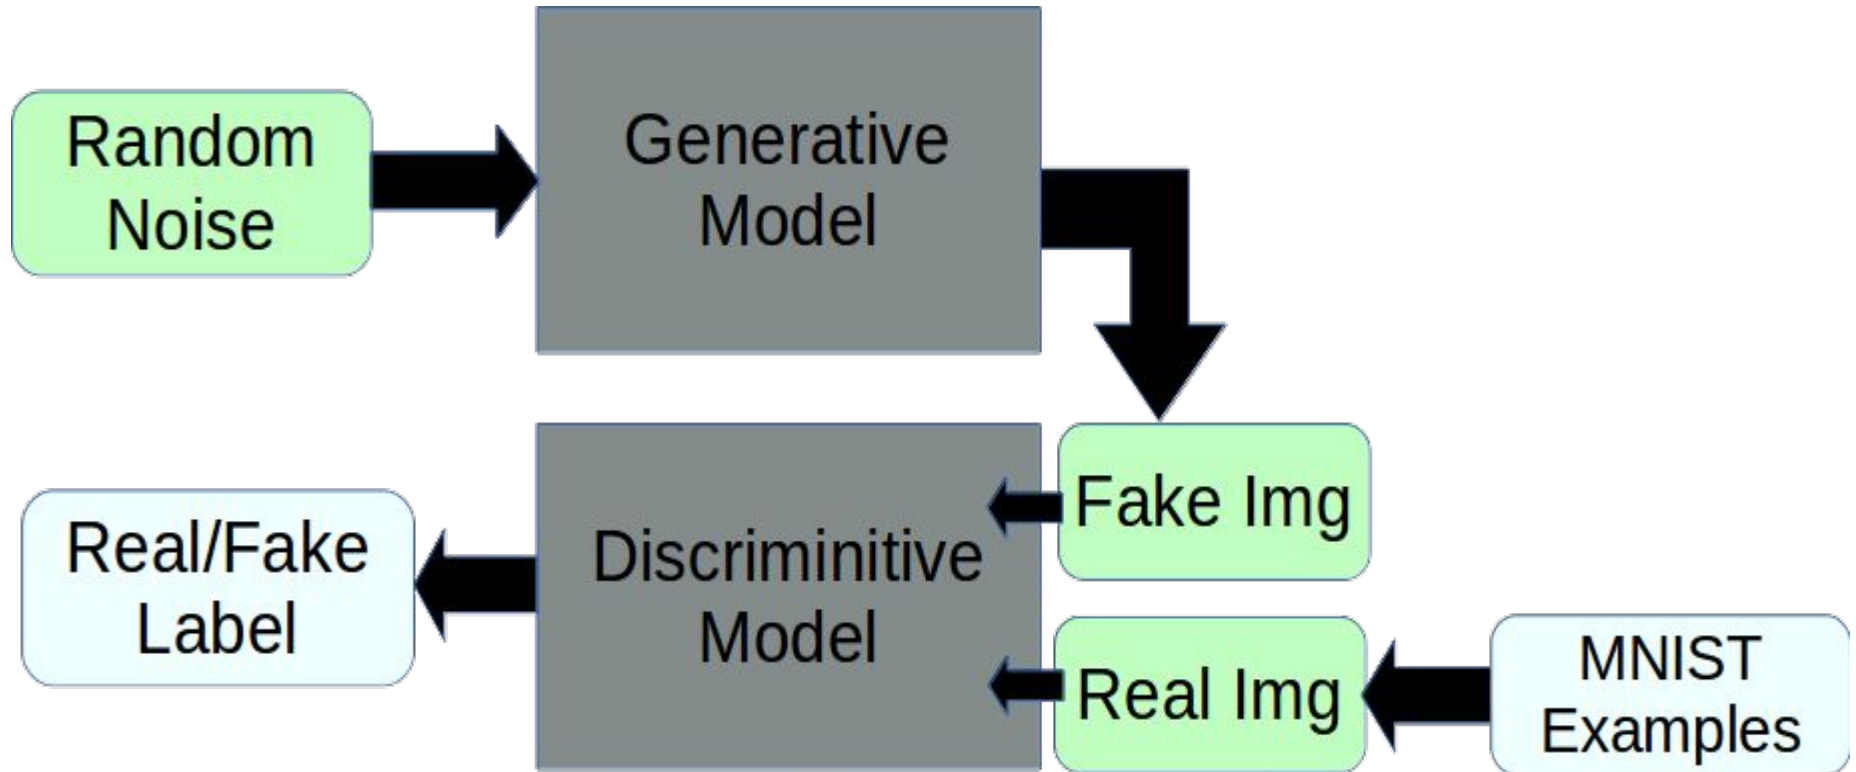 Random
Noise
Generative
Model
Fake Img
Discriminitive
Model
Real/Fake
Label
Real Img
MNIST
Examples